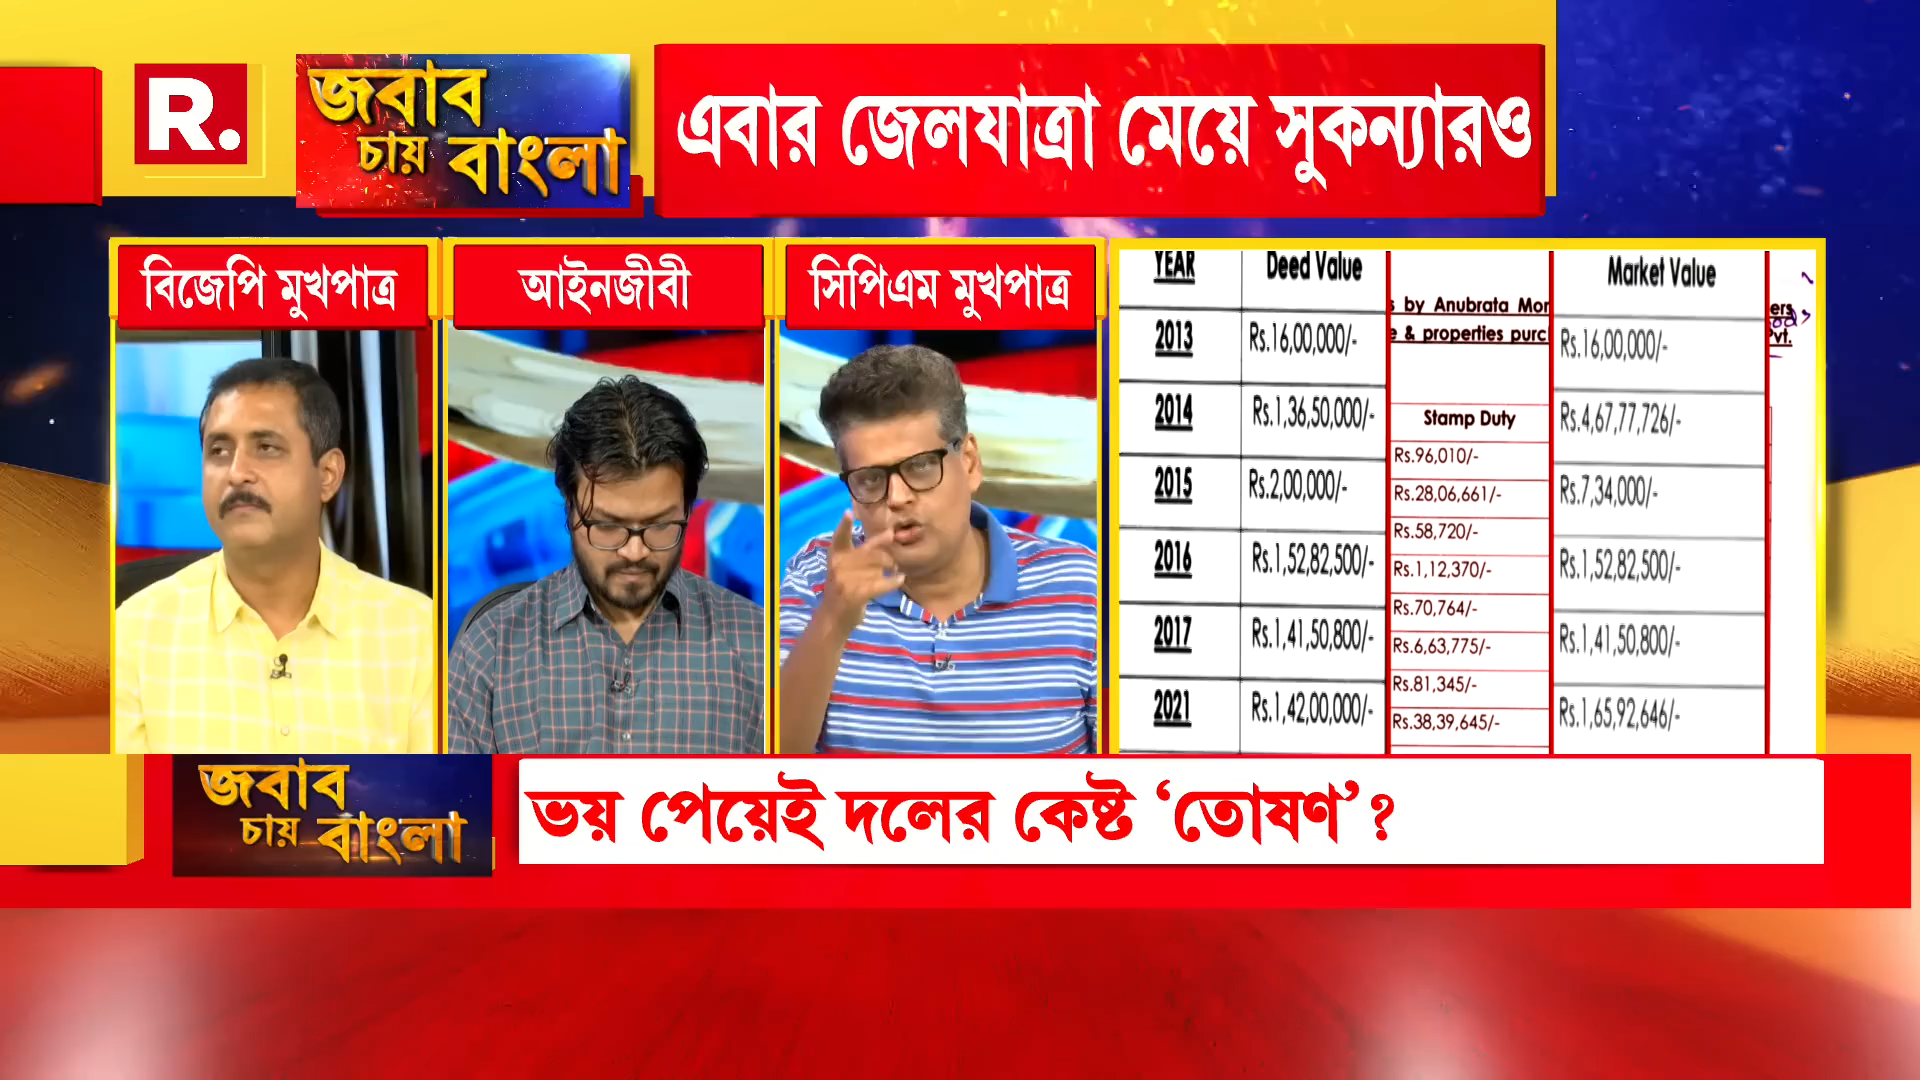 R.
জবাব
চায় বাংলা
এবার জেলযাত্রা মেয়ে সুকন্যারও
বিজেপি মুখপাত্র
আইনজীবী
সিপিএম মুখপাত্র
YEAR Deed Value
2013 Rs.16,00,000/-
2014 Rs.1,36,50,000/-
2015 Rs.2,00,000/-
2016 Rs.1,52,82,500/-
2017 Rs.1,41,50,800/-
2021 Rs.1,42,00,000/-
s by Anubrata Mon
e & properties purc
Stamp Duty
Rs.96,010/-
Rs.28,06,661/-
Rs.58,720/-
Rs.1,12,370/-
Rs.70,764/-
Rs.6,63,775/-
Rs.81,345/-
Rs.38,39,645/-
Market Value
Rs.16,00,000/-
Rs.4,67,77,726/-
Rs.7,34,000/-
Rs.1,52,82,500/-
Rs.1,41,50,800/-
Rs.1,65,92,646/-
ers
Pvt.
জবাব
চায় বাংলা
ভয় পেয়েই দলের কেষ্ট ‘তোষণ’?